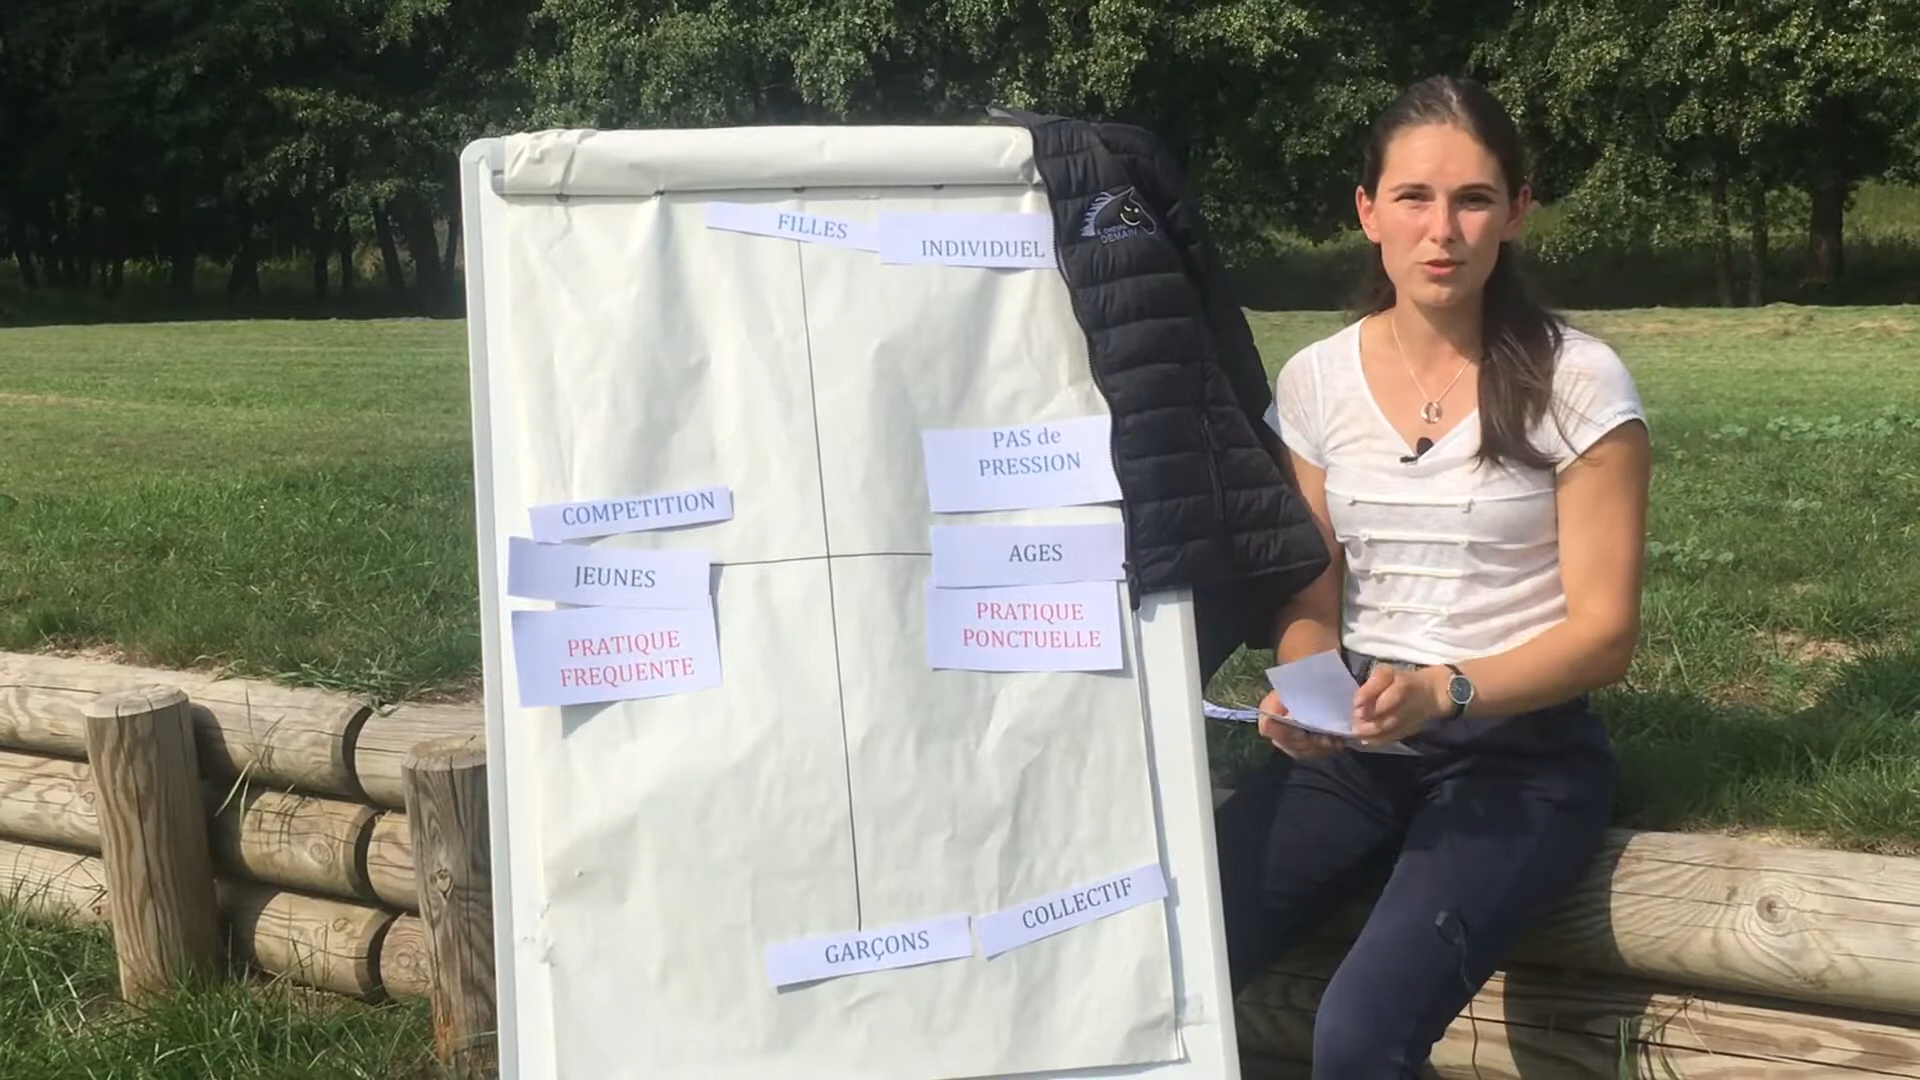 FILLES
INDIVIDUEL
DEMAIN
PAS de
PRESSION
COMPETITION
AGES
JEUNES
PRATIQUE
PONCTUELLE
PRATIQUE
FREQUENTE
COLLECTIF
GARÇONS